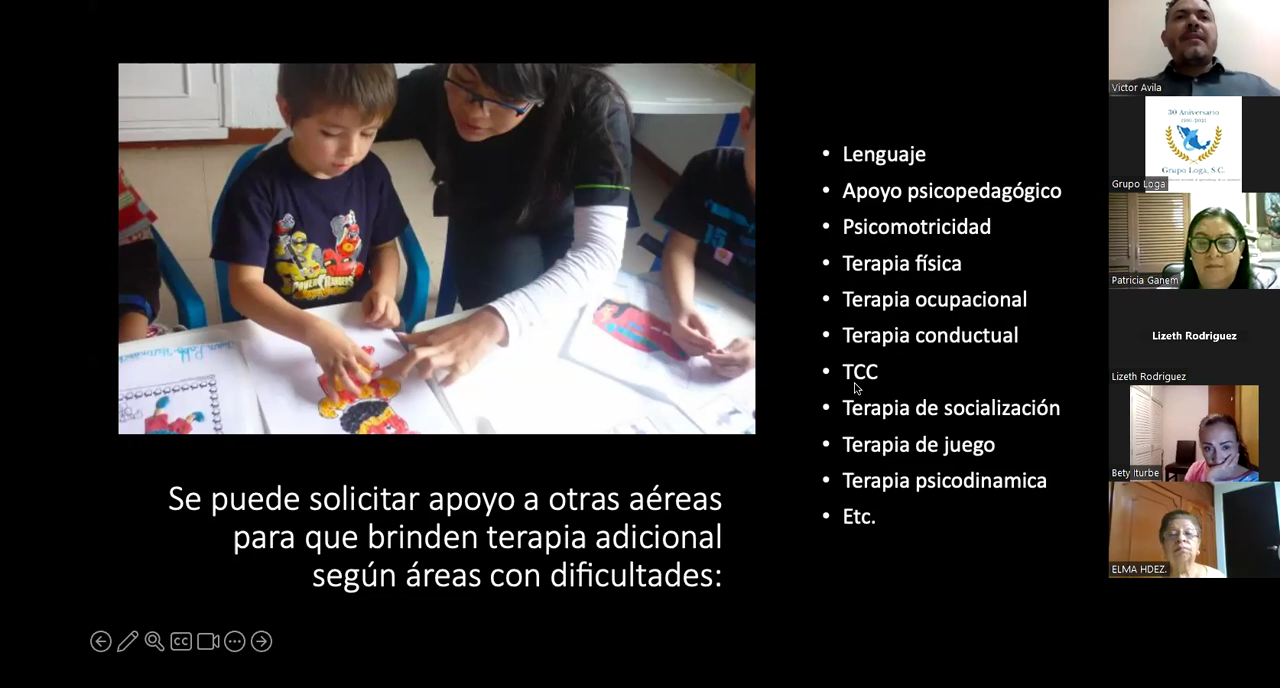 Se puede solicitar apoyo a otras aéreas
para que brinden terapia adicional
según áreas con dificultades:
• Lenguaje
• Apoyo psicopedagógico
• Psicomotricidad
• Terapia física
• Terapia ocupacional
• Terapia conductual
• TCC
• Terapia de socialización
• Terapia de juego
• Terapia psicodinamica
• Etc.
POWER RANGERS
15
CC
Victor Avila
30 Aniversario
Grupo Loga, S.C.
Grupo Loga
Patricia Ganem
Lizeth Rodriguez
Lizeth Rodriguez
Bety Iturbe
ELMA HDEZ.